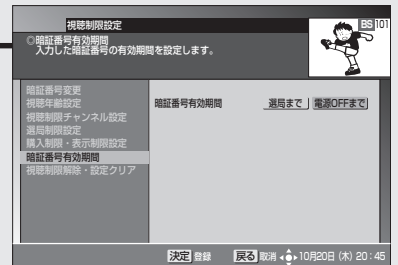 視聴制限設定
BS 101
◎暗証番号有効期間
入力した暗証番号の有効期間を設定します。
暗証番号変更
視聴年齢設定
視聴制限チャンネル設定
選局制限設定
購入制限・表示制限設定
暗証番号有効期間
視聴制限解除・設定クリア
暗証番号有効期間 選局まで 電源OFFまで
決定 登録 戻る 取消 10月20日 (木) 20:45